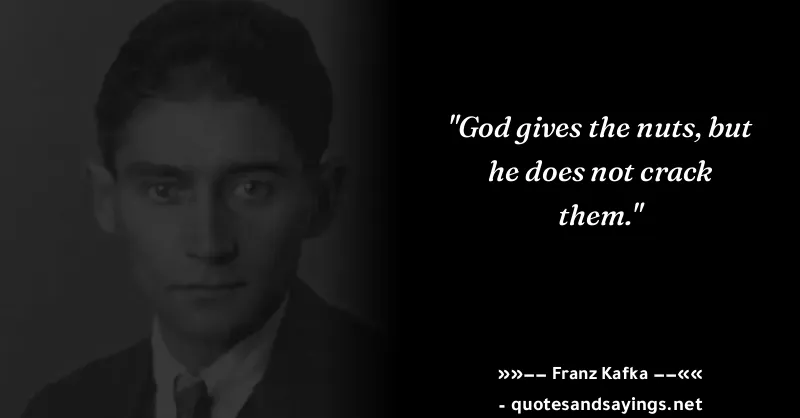 "God gives the nuts, but
he does not crack
them."
»»—— Franz Kafka ——««
- quotesandsayings.net